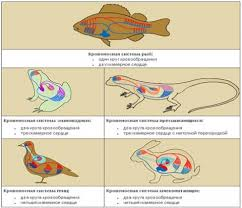 Кровеносная система рыб:
• один круг кровообращения
• двухкамерное сердце
Кровеносная система земноводных:
• два круга кровообращения
• трехкамерное сердце
Кровеносная система пресмыкающихся:
• два круга кровообращения
• трехкамерное сердце с неполной перегородкой
Кровеносная система птиц:
• два круга кровообращения
• четырехкамерное сердце
Кровеносная система млекопитающих:
• два круга кровообращения
• четырехкамерное сердце